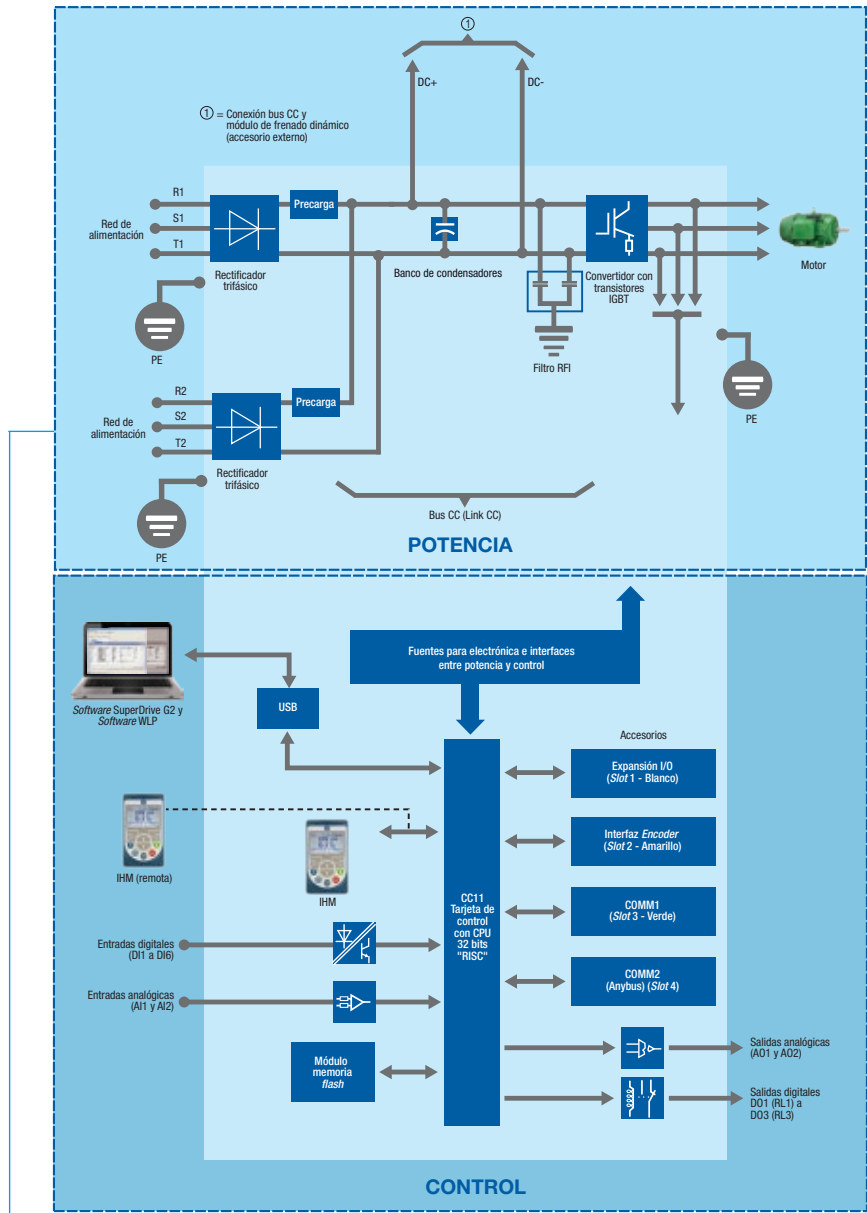 ①
DC+
DC-
① = Conexión bus CC y
módulo de frenado dinámico
(accesorio externo)
R1
Precarga
Red de
alimentación
S1
T1
Motor
Rectificador
trifásico
Banco de condensadores
Convertidor con
transistores
IGBT
PE
Filtro RFI
R2
Precarga
PE
Red de
alimentación
S2
T2
Rectificador
trifásico
Bus CC (Link CC)
PE
POTENCIA
Fuentes para electrónica e interfaces
entre potencia y control
USB
Software SuperDrive G2 y
Software WLP
Accesorios
Expansión I/O
(Slot 1 - Blanco)
Interfaz Encoder
(Slot 2 - Amarillo)
IHM (remota)
IHM
CC11
Tarjeta de
control
con CPU
32 bits
"RISC"
COMM1
(Slot 3 - Verde)
Entradas digitales
(DI1 a DI6)
COMM2
(Anybus) (Slot 4)
Entradas analógicas
(AI1 y AI2)
Módulo
memoria
flash
Salidas analógicas
(AO1 y AO2)
Salidas digitales
DO1 (RL1) a
DO3 (RL3)
CONTROL